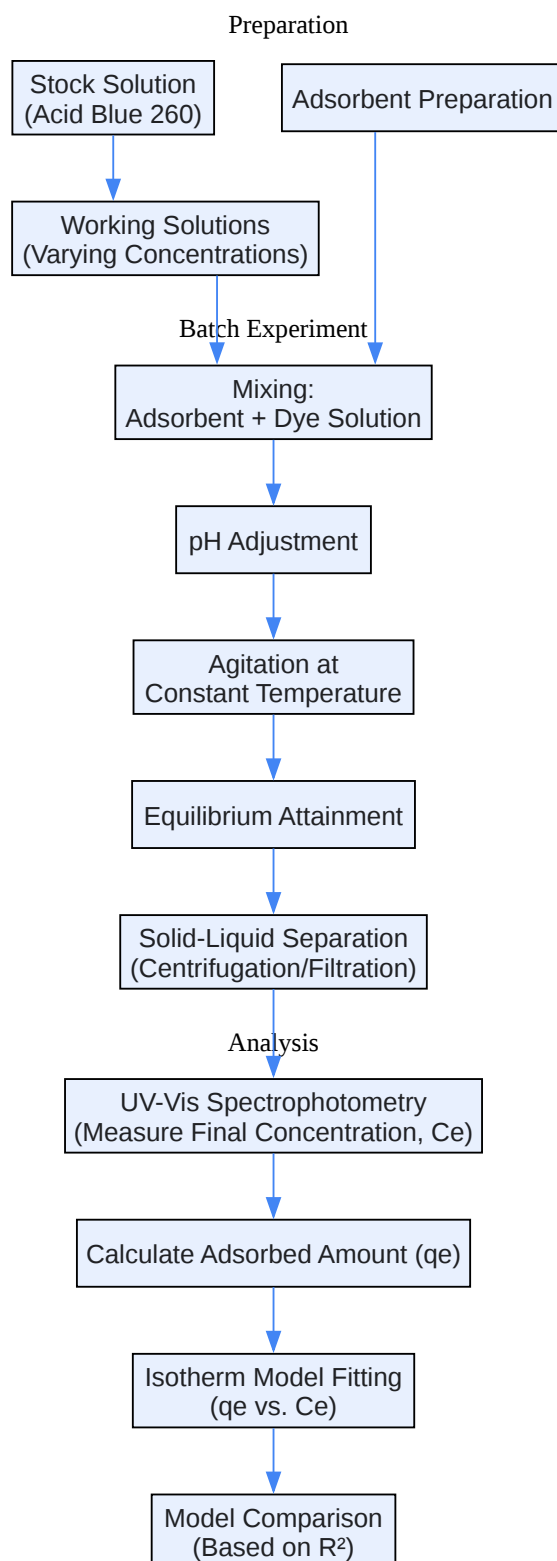 Preparation
Stock Solution
(Acid Blue 260)
Adsorbent Preparation
Working Solutions
(Varying Concentrations)
Batch Experiment
Mixing:
Adsorbent + Dye Solution
pH Adjustment
Agitation at
Constant Temperature
Equilibrium Attainment
Solid-Liquid Separation
(Centrifugation/Filtration)
Analysis
UV-Vis Spectrophotometry
(Measure Final Concentration, Ce)
Calculate Adsorbed Amount (qe)
Isotherm Model Fitting
(qe vs. Ce)
Model Comparison
(Based on R²)